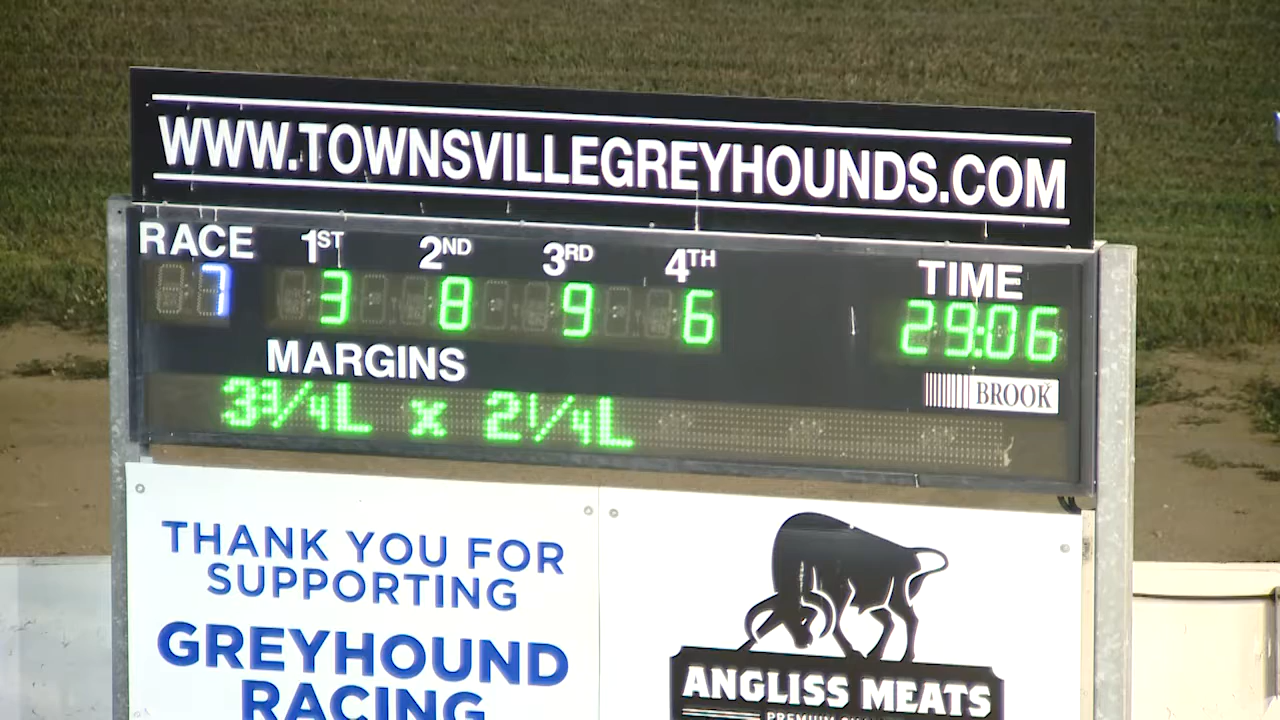 WWW.TOWNSVILLEGREYHOUNDS.COM
RACE 1ST 2ND 3RD 4TH TIME
7 3 8 9 6 29:06
MARGINS
BROOK
3¾L x 2¼L
THANK YOU FOR
SUPPORTING
GREYHOUND
RACING
ANGLISS MEATS
PREMIUM